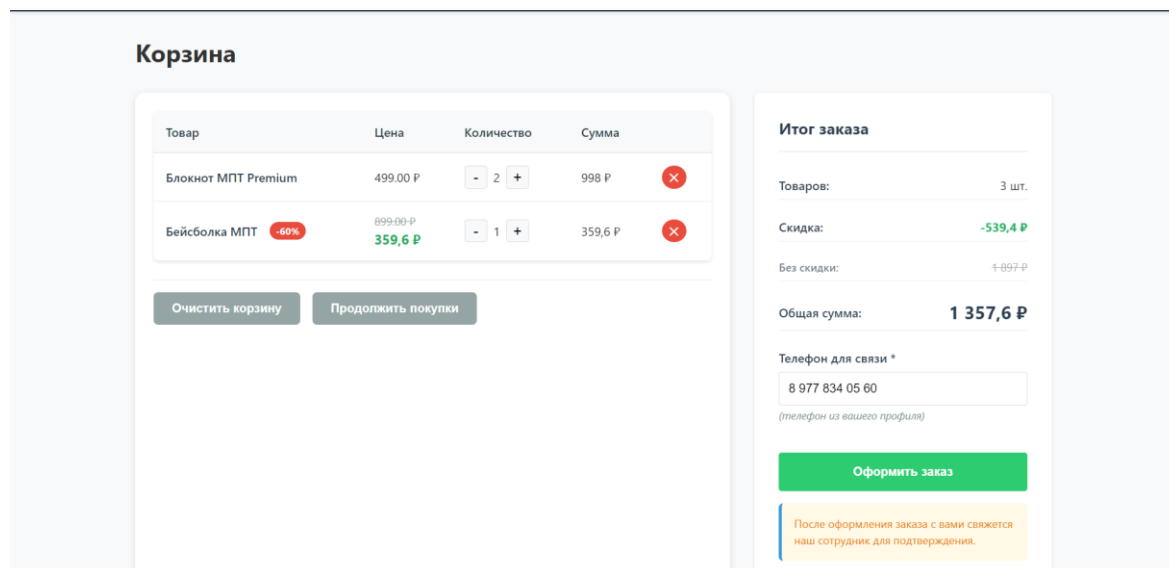 Корзина
Товар Цена Количество Сумма
Блокнот МПТ Premium 499.00 ₽ - 2 + 998 ₽ ✕
Бейсболка МПТ -60% 899.00 ₽ 359,6 ₽ - 1 + 359,6 ₽ ✕
Очистить корзину Продолжить покупки
Итог заказа
Товаров: 3 шт.
Скидка: -539,4 ₽
Без скидки: 1 897 ₽
Общая сумма: 1 357,6 ₽
Телефон для связи *
8 977 834 05 60
(телефон из вашего профиля)
Оформить заказ
После оформления заказа с вами свяжется
наш сотрудник для подтверждения.